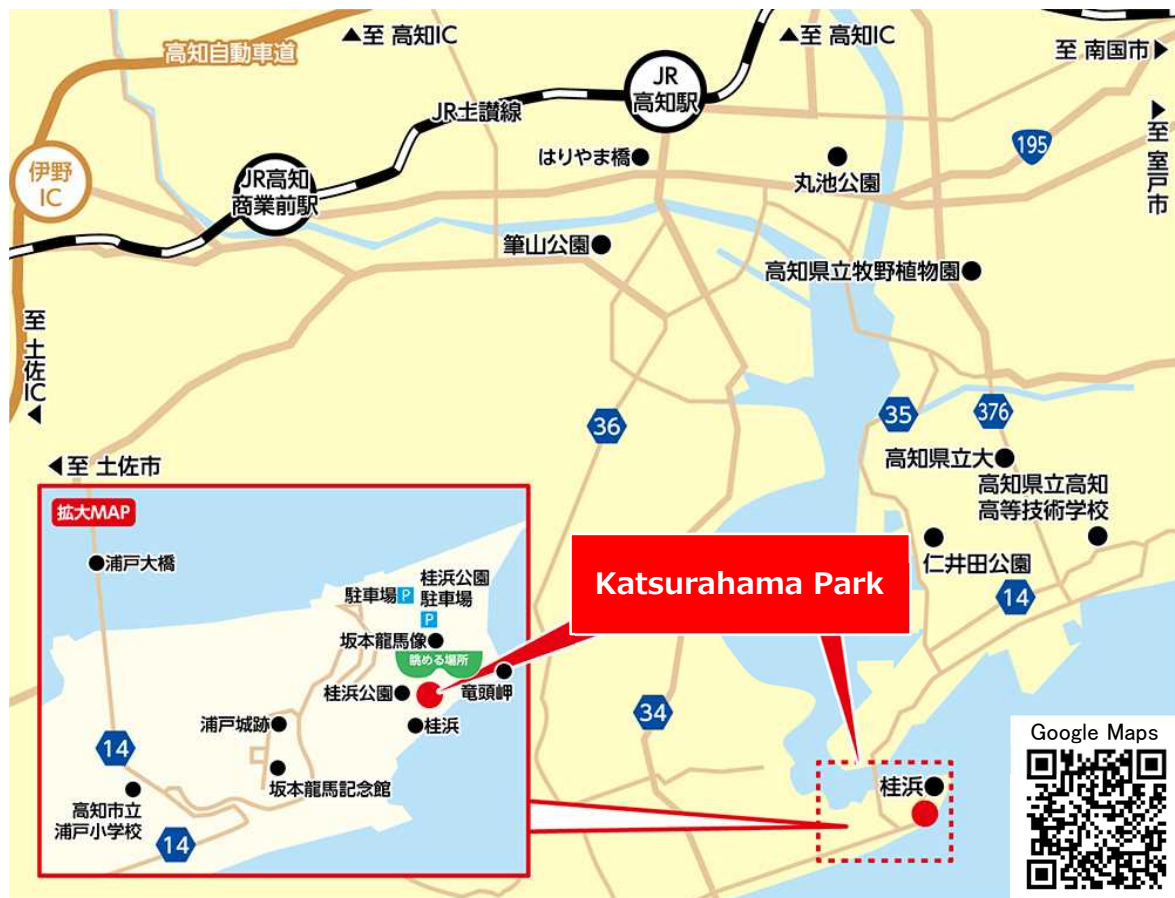 高知自動車道
▲至 高知IC
▲至 高知IC
至 南国市▶
JR
高知駅
JR土讃線
▲至 室戸市
195
伊野
IC
JR高知
商業前駅
はりやま橋
丸池公園
筆山公園
高知県立牧野植物園
至 土佐IC▲
36
35
376
◀至 土佐市
高知県立大
高知県立高知
高等技術学校
仁井田公園
14
拡大MAP
浦戸大橋
駐車場 P
桂浜公園
駐車場
P
坂本龍馬像
眺める場所
竜頭岬
桂浜公園
桂浜
浦戸城跡
坂本龍馬記念館
14
高知市立
浦戸小学校
14
Katsurahama Park
34
桂浜
Google Maps